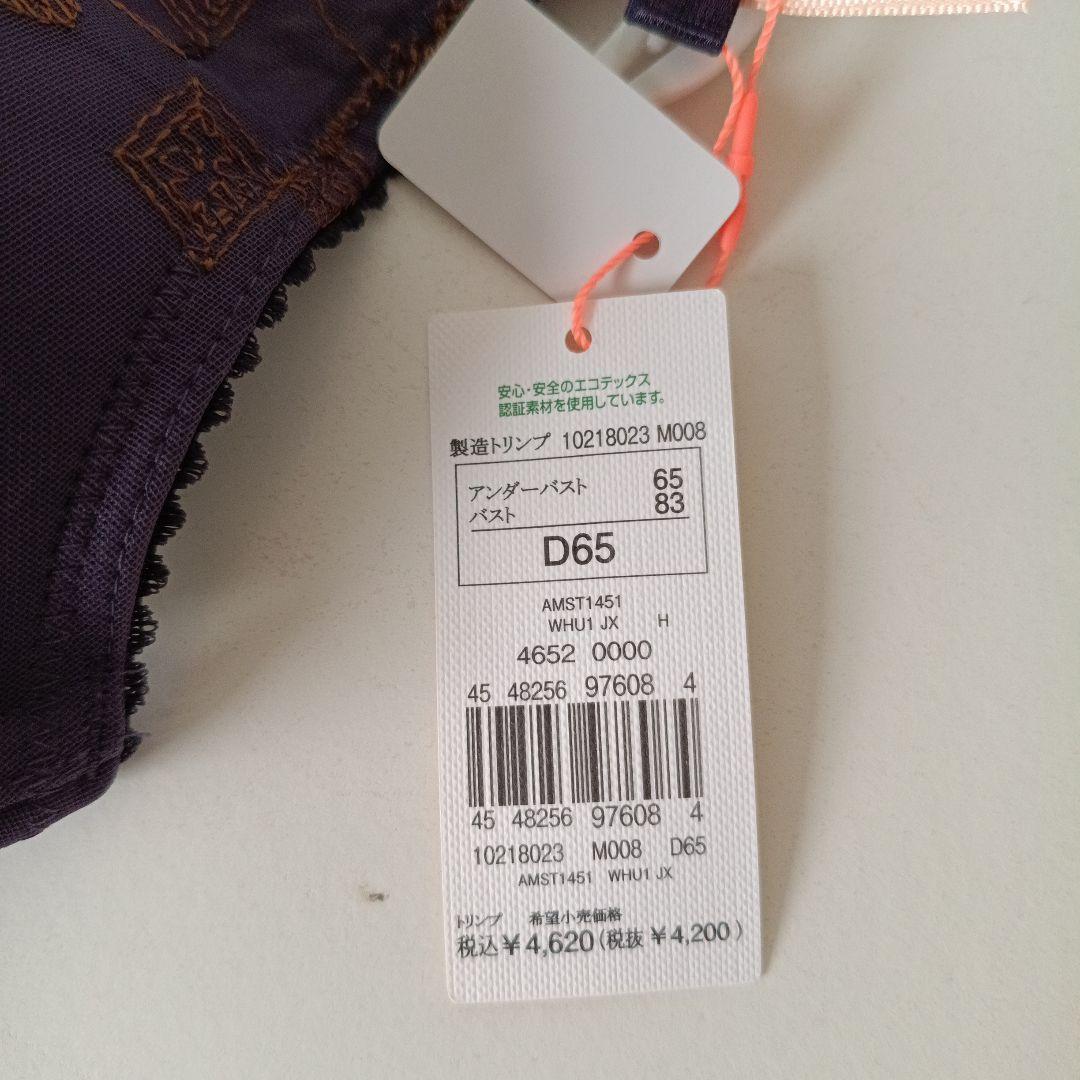 安心・安全のエコテックス
認証素材を使用しています。
製造トリンプ 10218023 M008
アンダーバスト 65
バスト 83
D65
AMST1451
WHU1 JX H
4652 0000
45 48256 97608 4
45 48256 97608 4
10218023 M008 D65
AMST1451 WHU1 JX
トリンプ 希望小売価格
税込￥4,620(税抜￥4,200)